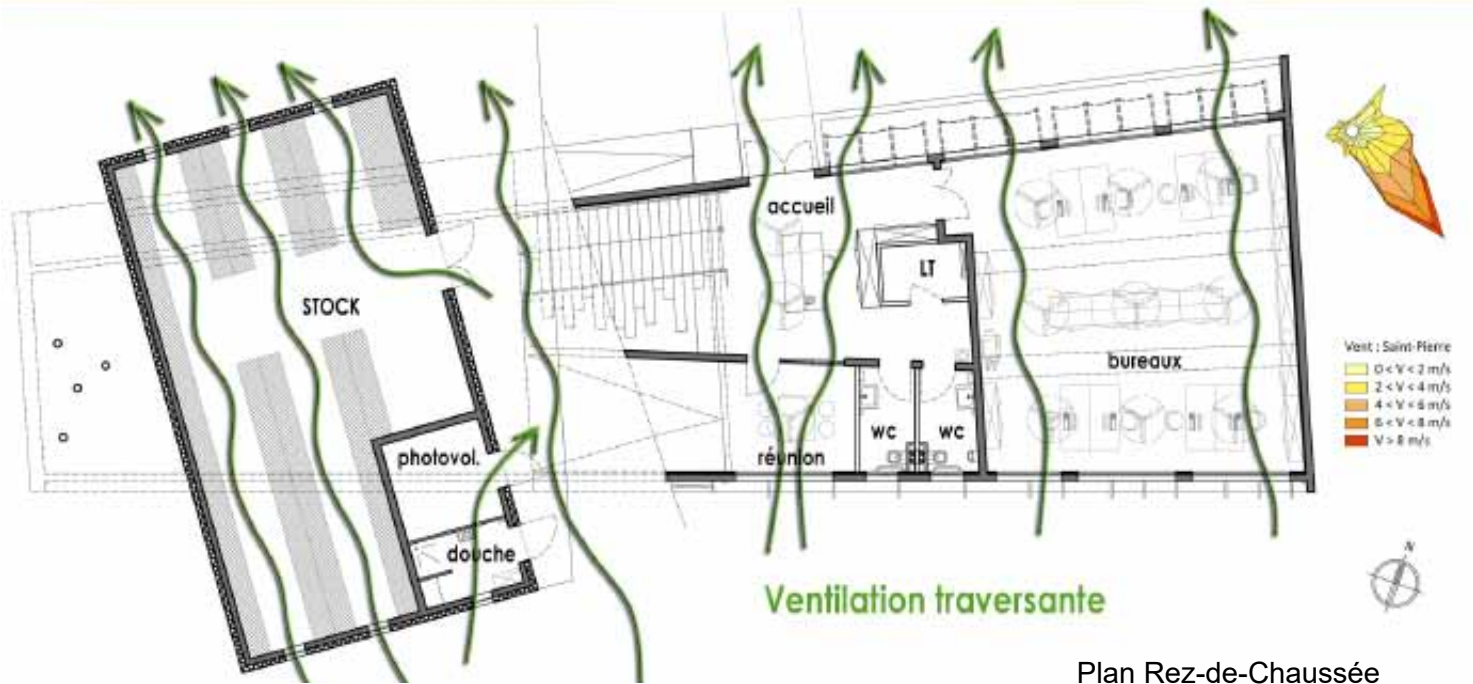 accueil
LT
STOCK
bureaux
photovol.
réunion
wc
wc
douche
Vent : Saint-Pierre
0 < V < 2 m/s
2 < V < 4 m/s
4 < V < 6 m/s
6 < V < 8 m/s
V > 8 m/s
N
Ventilation traversante
Plan Rez-de-Chaussée